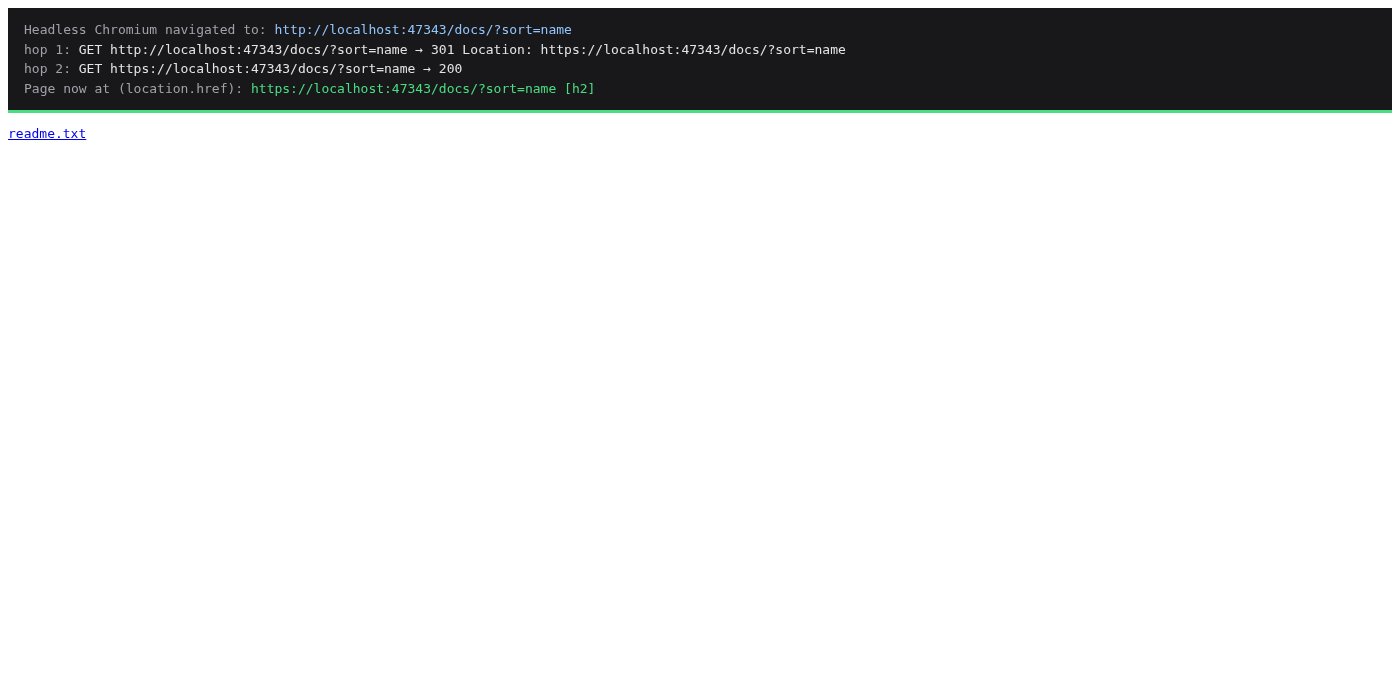 Headless Chromium navigated to: http://localhost:47343/docs/?sort=name
hop 1: GET http://localhost:47343/docs/?sort=name → 301 Location: https://localhost:47343/docs/?sort=name
hop 2: GET https://localhost:47343/docs/?sort=name → 200
Page now at (location.href): https://localhost:47343/docs/?sort=name [h2]
readme.txt